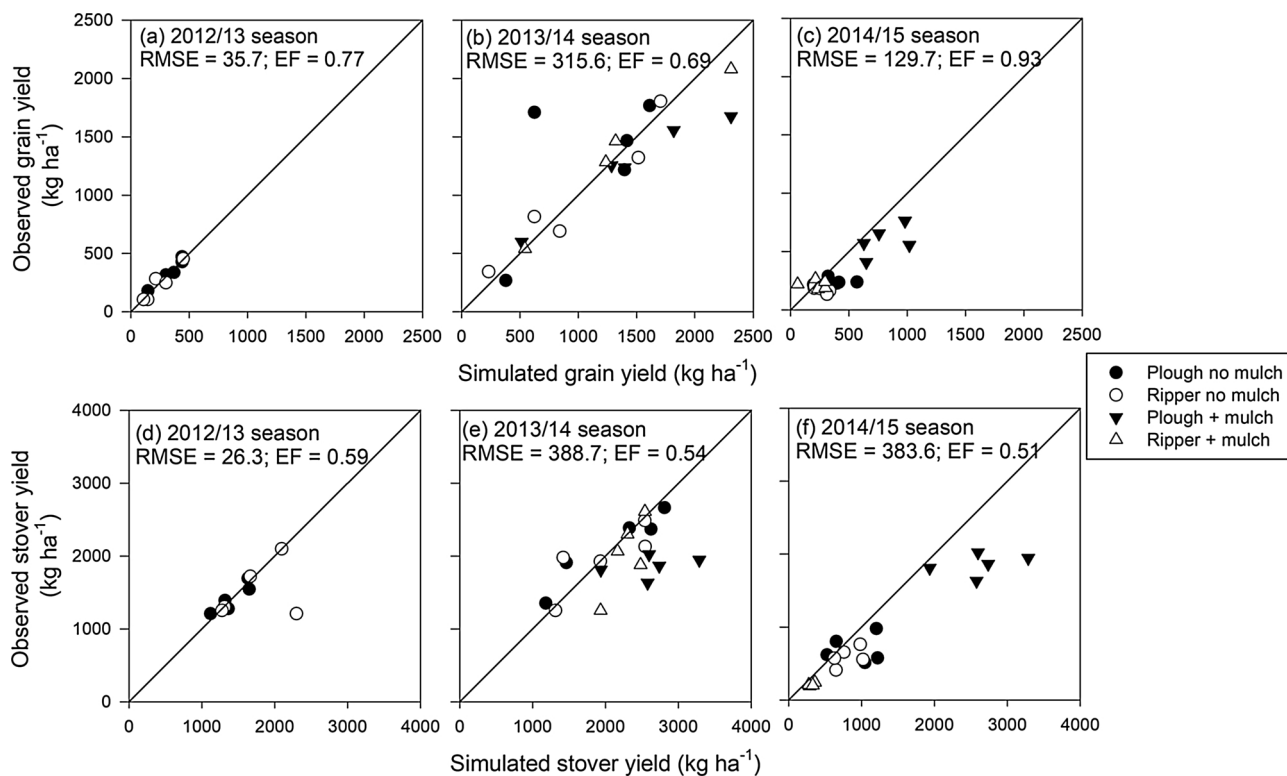 (a) 2012/13 season
RMSE = 35.7; EF = 0.77
(b) 2013/14 season
RMSE = 315.6; EF = 0.69
(c) 2014/15 season
RMSE = 129.7; EF = 0.93
Observed grain yield
(kg ha⁻¹)
2500
2000
1500
1000
500
0
0 500 1000 1500 2000 2500
0 500 1000 1500 2000 2500
0 500 1000 1500 2000 2500
Simulated grain yield (kg ha⁻¹)
Plough no mulch
Ripper no mulch
Plough + mulch
Ripper + mulch
(d) 2012/13 season
RMSE = 26.3; EF = 0.59
(e) 2013/14 season
RMSE = 388.7; EF = 0.54
(f) 2014/15 season
RMSE = 383.6; EF = 0.51
Observed stover yield
(kg ha⁻¹)
4000
3000
2000
1000
0
0 1000 2000 3000 4000
0 1000 2000 3000 4000
0 1000 2000 3000 4000
Simulated stover yield (kg ha⁻¹)